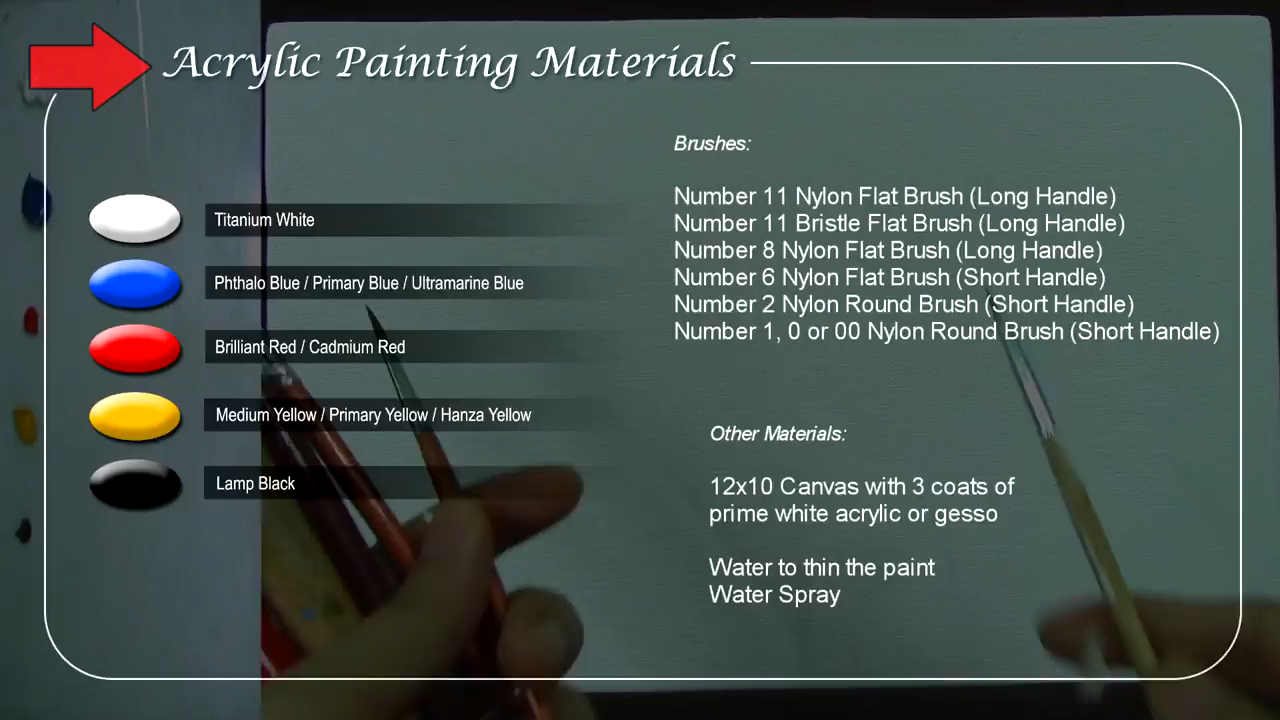 Acrylic Painting Materials
Titanium White
Phthalo Blue / Primary Blue / Ultramarine Blue
Brilliant Red / Cadmium Red
Medium Yellow / Primary Yellow / Hanza Yellow
Lamp Black
Brushes:
Number 11 Nylon Flat Brush (Long Handle)
Number 11 Bristle Flat Brush (Long Handle)
Number 8 Nylon Flat Brush (Long Handle)
Number 6 Nylon Flat Brush (Short Handle)
Number 2 Nylon Round Brush (Short Handle)
Number 1, 0 or 00 Nylon Round Brush (Short Handle)
Other Materials:
12x10 Canvas with 3 coats of
prime white acrylic or gesso
Water to thin the paint
Water Spray